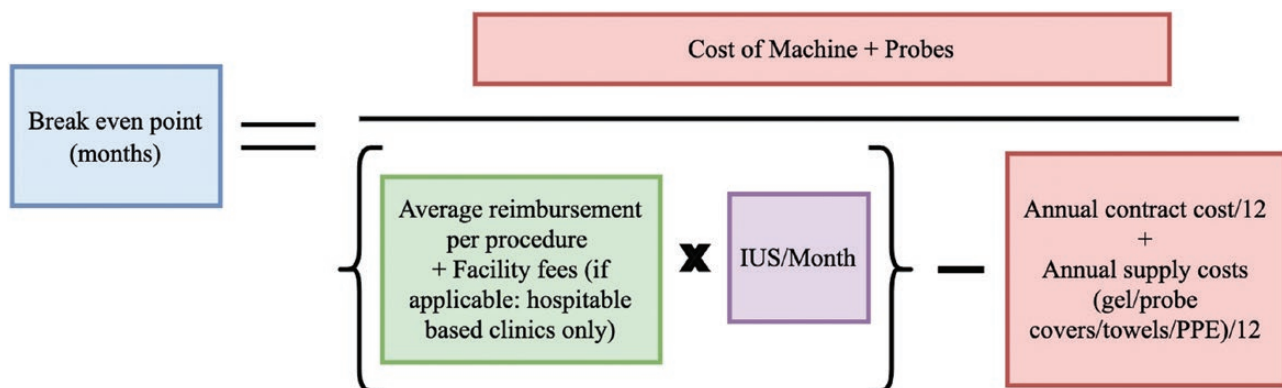 Cost of Machine + Probes
Break even point
(months)
=
{
Average reimbursement
per procedure
+ Facility fees (if
applicable: hospitable
based clinics only)
x
IUS/Month
}
—
Annual contract cost/12
+
Annual supply costs
(gel/probe
covers/towels/PPE)/12